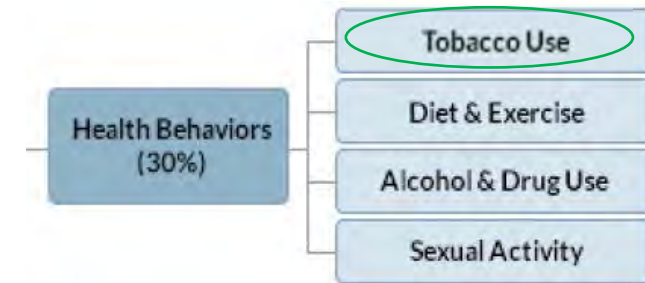 Tobacco Use
Health Behaviors
(30%)
Diet & Exercise
Alcohol & Drug Use
Sexual Activity